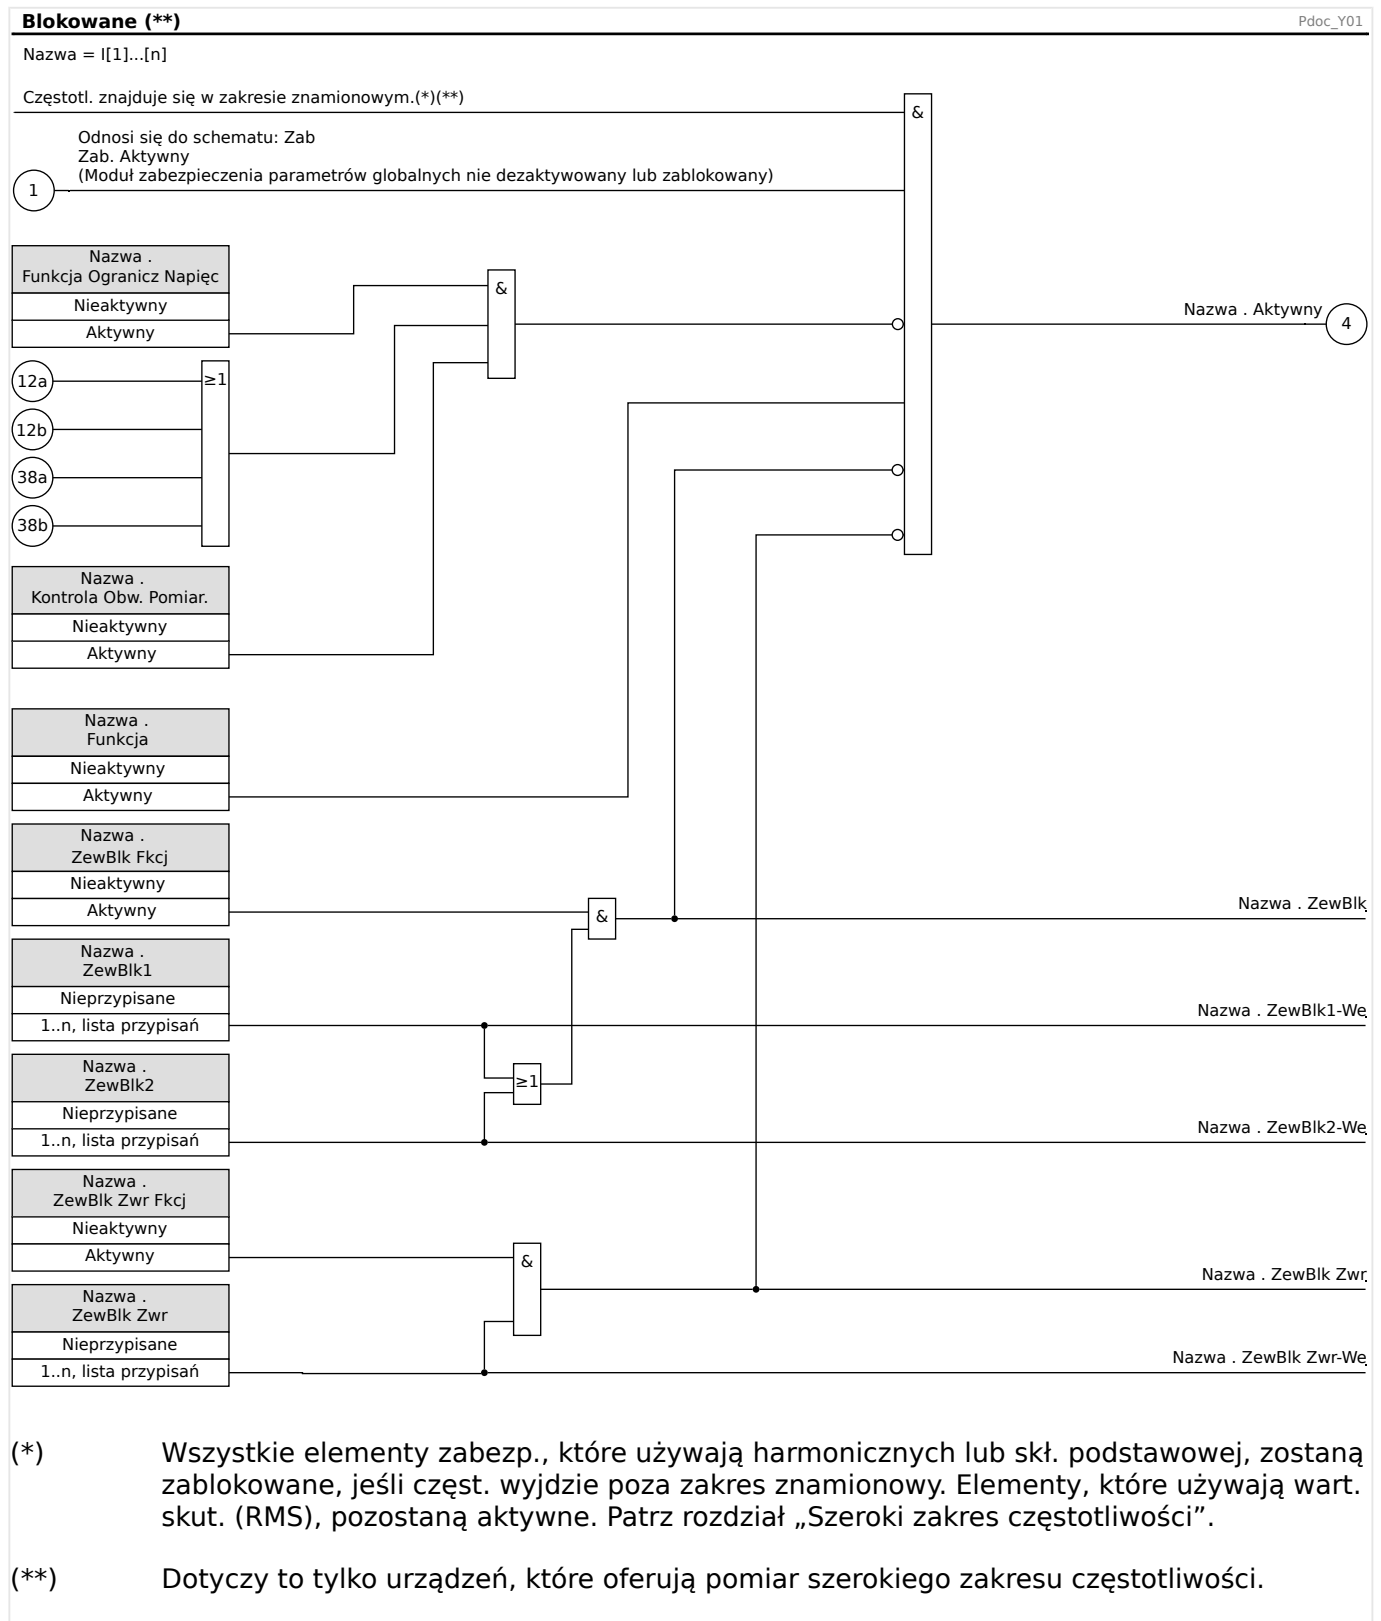 Blokowane (**)
Pdoc_Y01
Nazwa = I[1]...[n]
Częstotl. znajduje się w zakresie znamionowym.(*)(**)
&
Odnosi się do schematu: Zab
Zab. Aktywny
(Moduł zabezpieczenia parametrów globalnych nie dezaktywowany lub zablokowany)
1
Nazwa .
Funkcja Ogranicz Napięc
Nieaktywny
Aktywny
&
Nazwa . Aktywny
4
12a
≥1
12b
38a
38b
Nazwa .
Kontrola Obw. Pomiar.
Nieaktywny
Aktywny
Nazwa .
Funkcja
Nieaktywny
Aktywny
Nazwa .
ZewBlk Fkcj
Nieaktywny
Aktywny
&
Nazwa . ZewBlk
Nazwa .
ZewBlk1
Nieprzypisane
1..n, lista przypisań
Nazwa . ZewBlk1-We
Nazwa .
ZewBlk2
Nieprzypisane
1..n, lista przypisań
≥1
Nazwa . ZewBlk2-We
Nazwa .
ZewBlk Zwr Fkcj
Nieaktywny
Aktywny
&
Nazwa . ZewBlk Zwr
Nazwa .
ZewBlk Zwr
Nieprzypisane
1..n, lista przypisań
Nazwa . ZewBlk Zwr-We
(*) Wszystkie elementy zabezp., które używają harmonicznych lub skł. podstawowej, zostaną
zablokowane, jeśli częst. wyjdzie poza zakres znamionowy. Elementy, które używają wart.
skut. (RMS), pozostaną aktywne. Patrz rozdział „Szeroki zakres częstotliwości”.
(**) Dotyczy to tylko urządzeń, które oferują pomiar szerokiego zakresu częstotliwości.